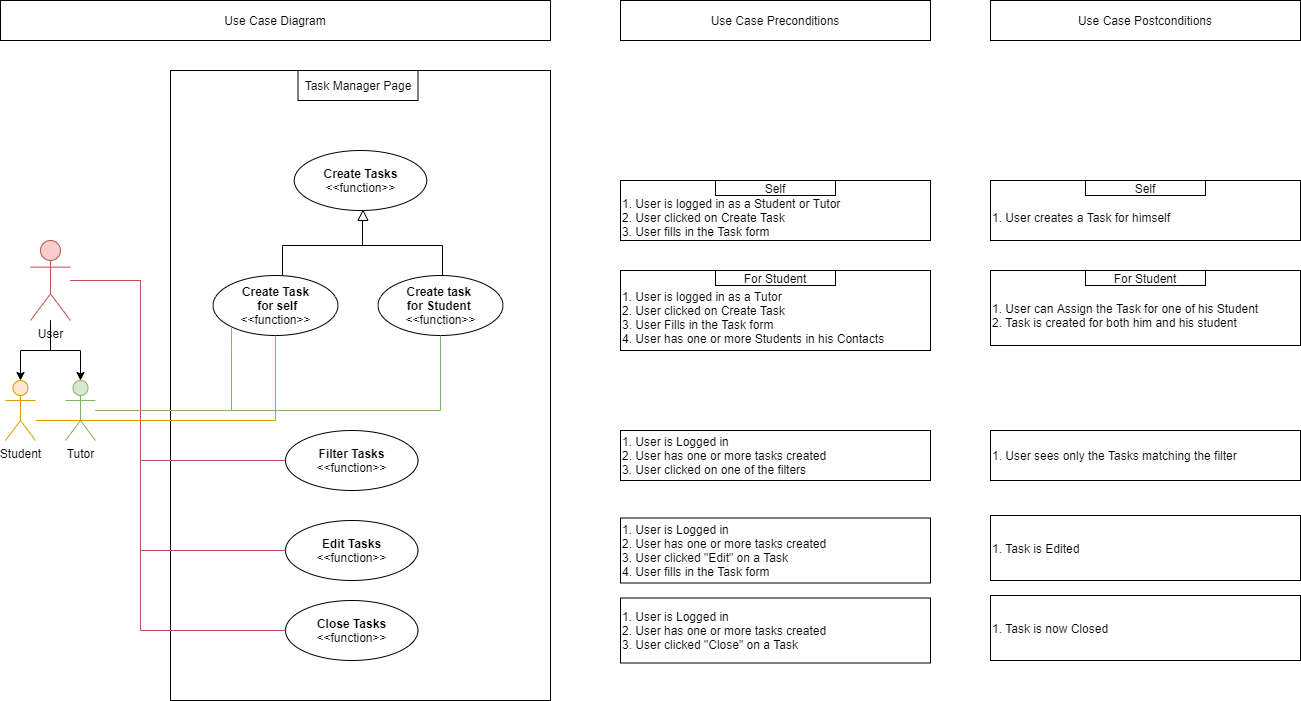 Use Case Diagram
Use Case Preconditions
Use Case Postconditions
Task Manager Page
Create Tasks
<<function>>
Create Task
for self
<<function>>
Create task
for Student
<<function>>
User
Student
Tutor
Filter Tasks
<<function>>
Edit Tasks
<<function>>
Close Tasks
<<function>>
Self
1. User is logged in as a Student or Tutor
2. User clicked on Create Task
3. User fills in the Task form
Self
1. User creates a Task for himself
For Student
1. User is logged in as a Tutor
2. User clicked on Create Task
3. User Fills in the Task form
4. User has one or more Students in his Contacts
For Student
1. User can Assign the Task for one of his Student
2. Task is created for both him and his student
1. User is Logged in
2. User has one or more tasks created
3. User clicked on one of the filters
1. User sees only the Tasks matching the filter
1. User is Logged in
2. User has one or more tasks created
3. User clicked "Edit" on a Task
4. User fills in the Task form
1. Task is Edited
1. User is Logged in
2. User has one or more tasks created
3. User clicked "Close" on a Task
1. Task is now Closed